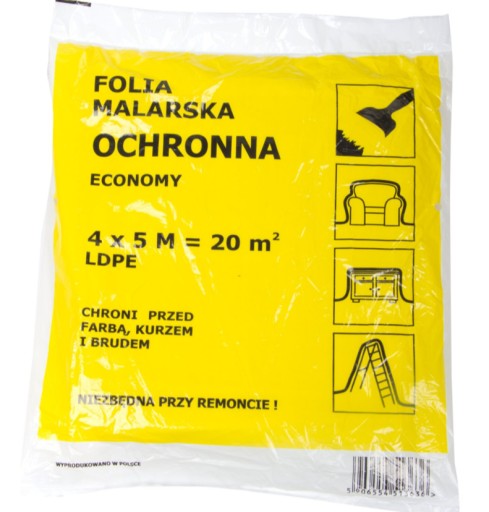 FOLIA
MALARSKA
OCHRONNA
ECONOMY
4 x 5 M = 20 m²
LDPE
CHRONI PRZED
FARBĄ, KURZEM
I BRUDEM
NIEZBĘDNA PRZY REMONCIE !
WYPRODUKOWANO W POLSCE